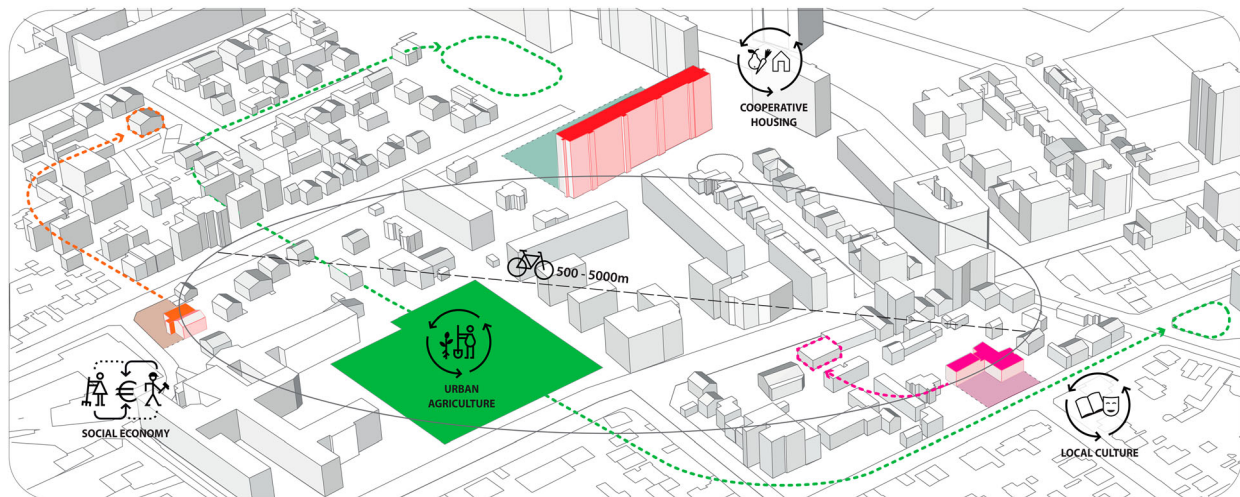 COOPERATIVE
HOUSING
500 - 5000m
URBAN
AGRICULTURE
€
SOCIAL ECONOMY
LOCAL CULTURE